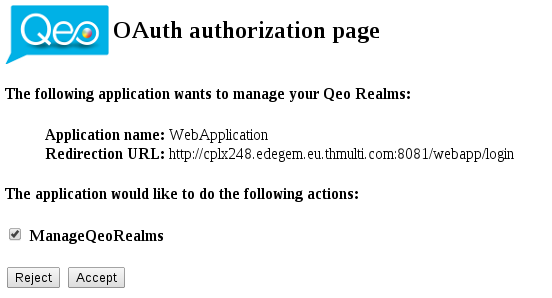 Qeo OAuth authorization page
The following application wants to manage your Qeo Realms:
Application name: WebApplication
Redirection URL: http://cplx248.edegem.eu.thmulti.com:8081/webapp/login
The application would like to do the following actions:
ManageQeoRealms
Reject Accept